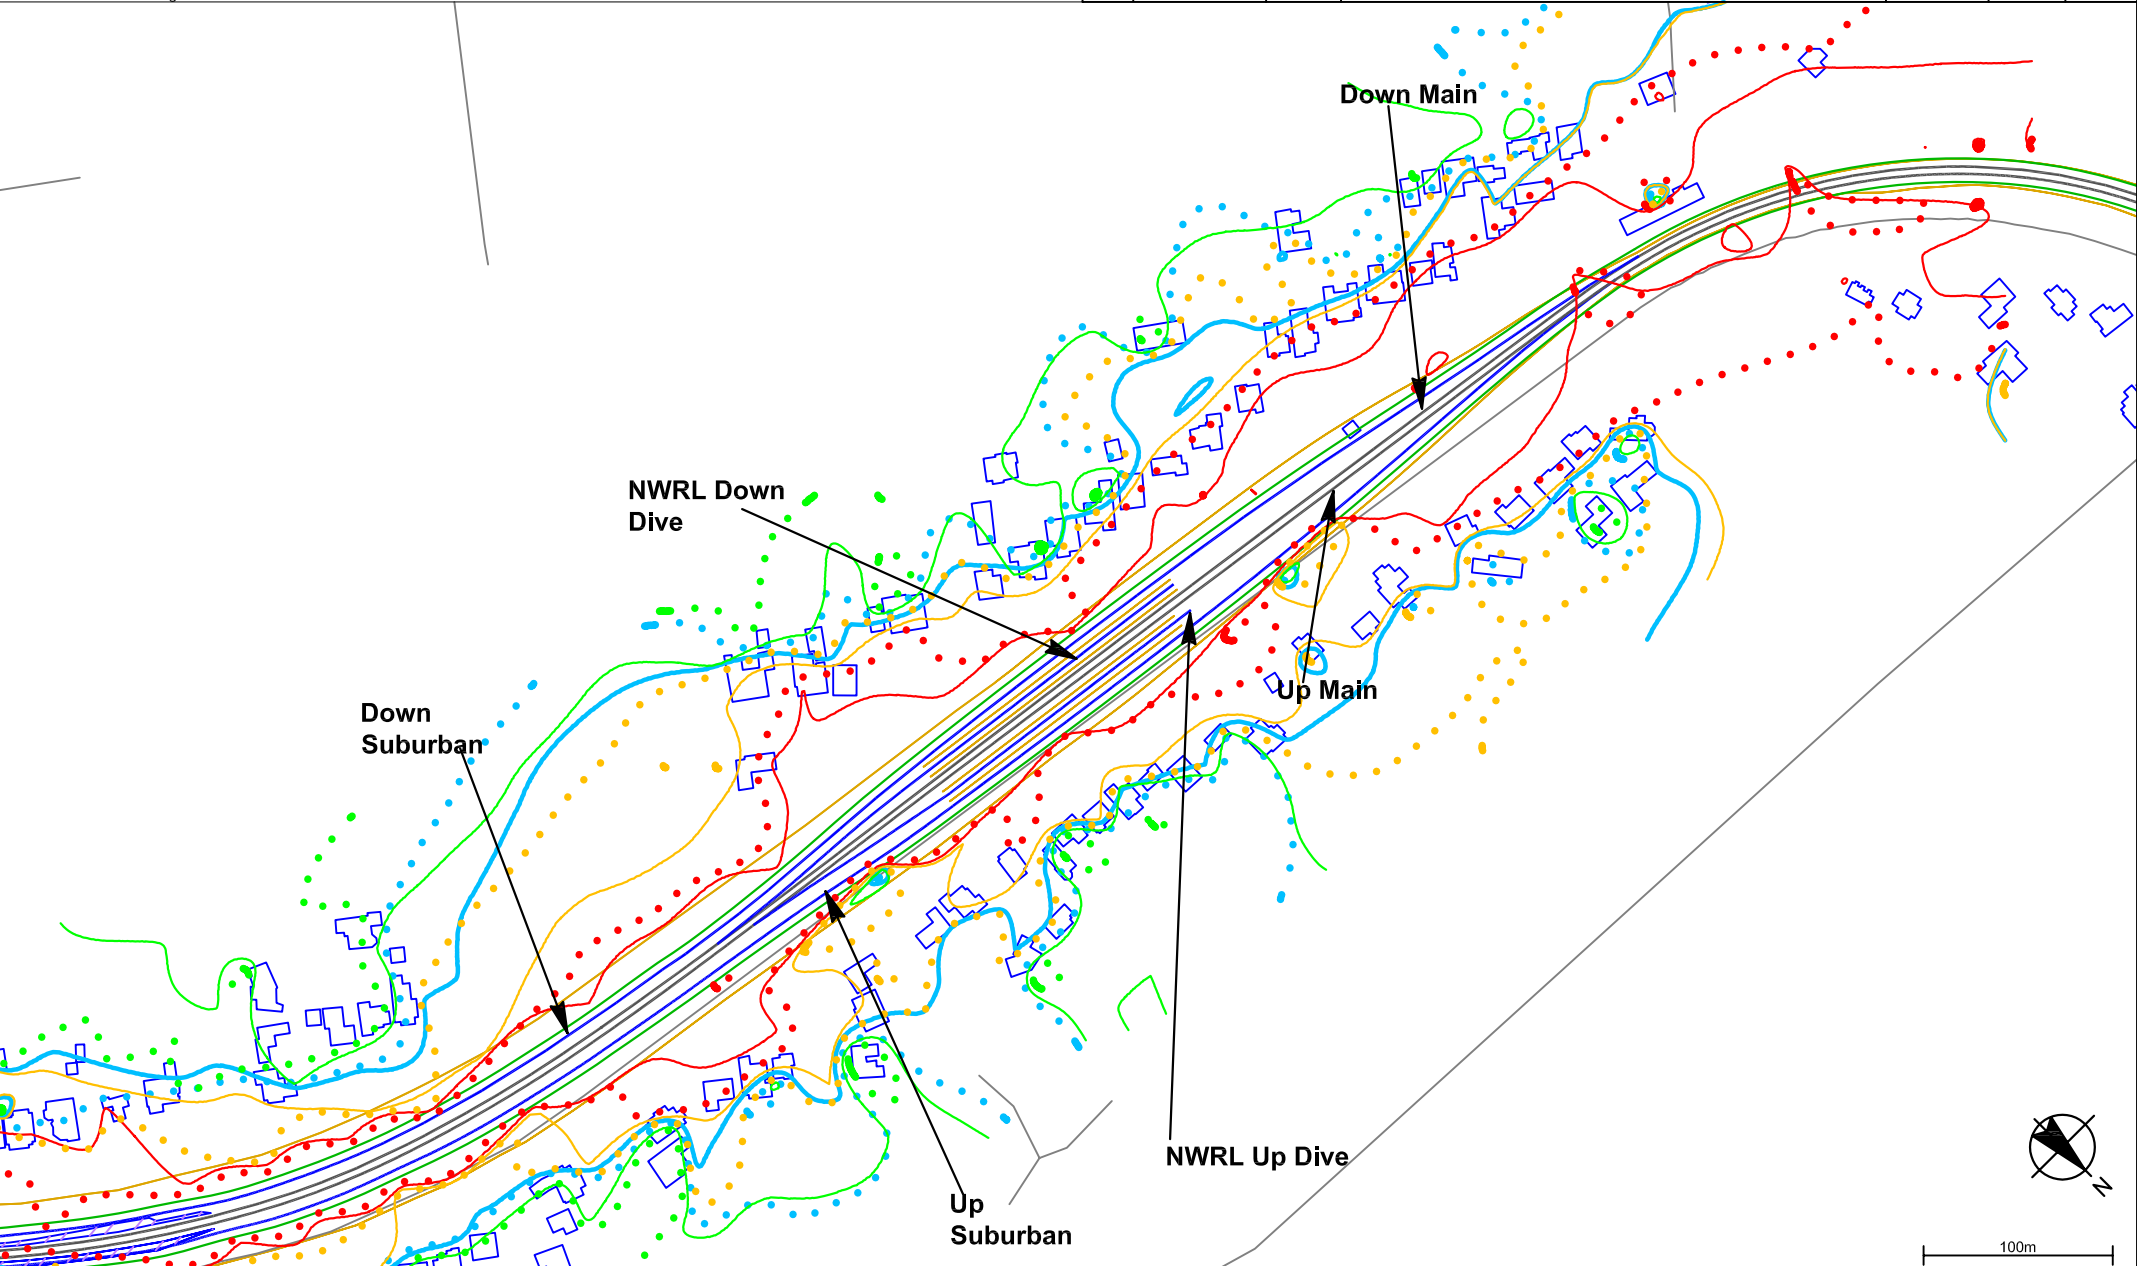 Down Main
NWRL Down
Dive
Down
Suburban
Up Main
NWRL Up Dive
Up
Suburban
N
100m